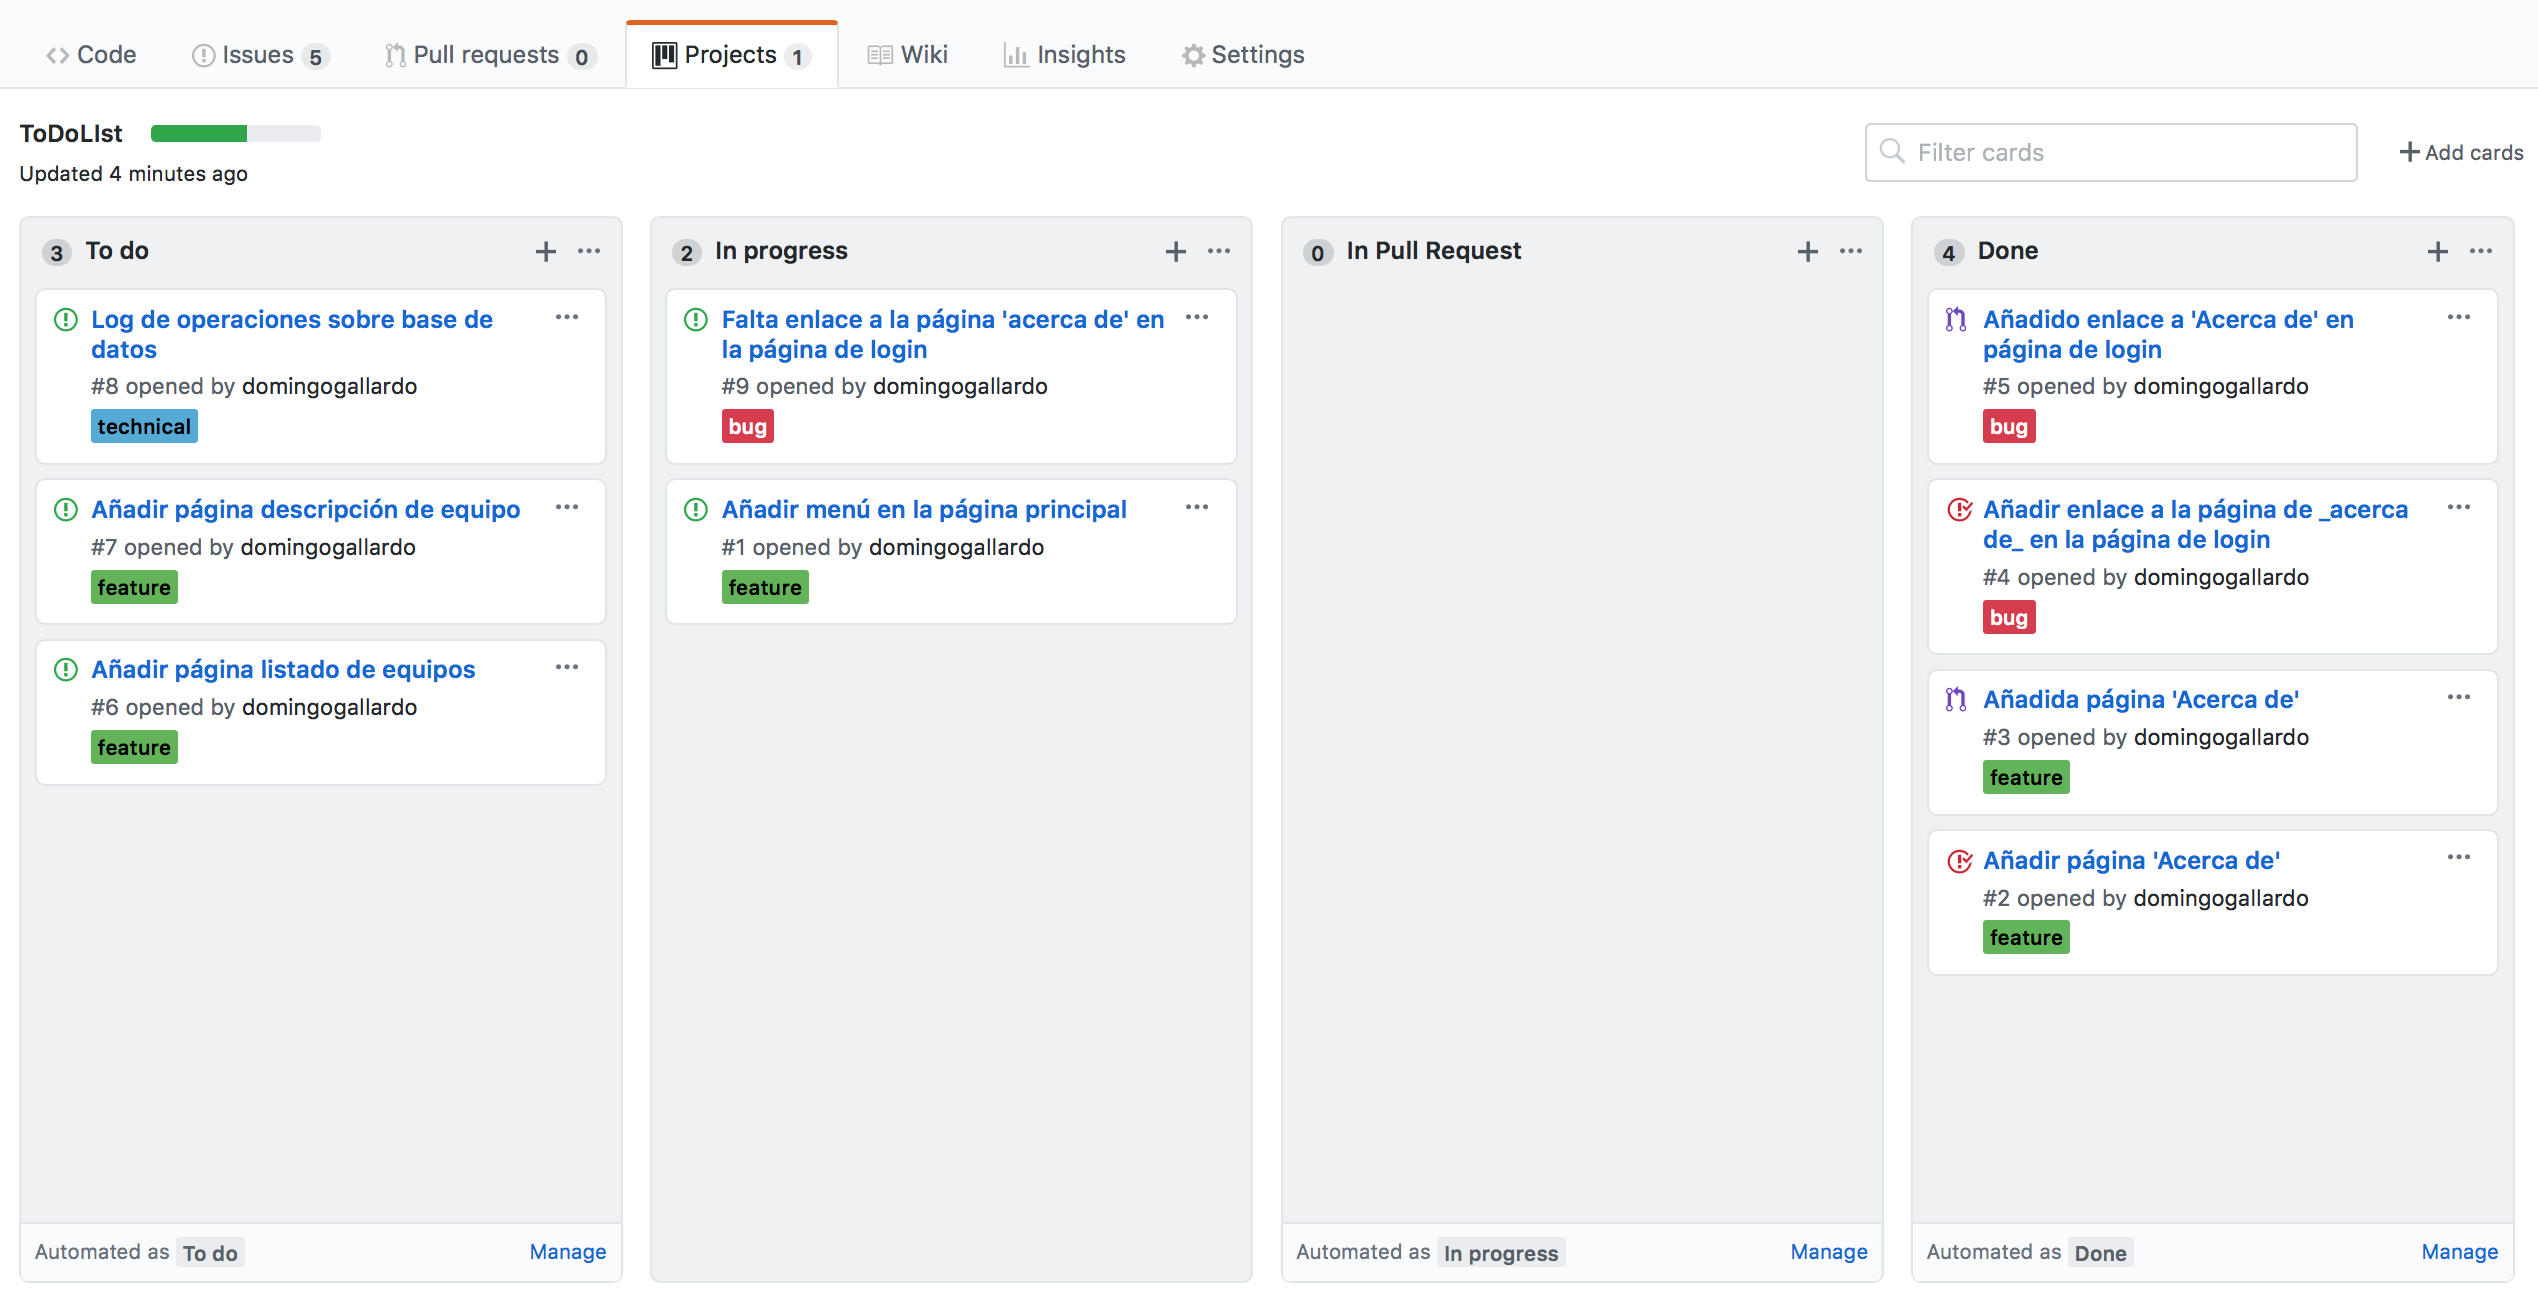 Code Issues 5 Pull requests 0 Projects 1 Wiki Insights Settings
ToDoLIst
Updated 4 minutes ago
Filter cards
Add cards
3 To do
Log de operaciones sobre base de
datos
#8 opened by domingogallardo
technical
Añadir página descripción de equipo
#7 opened by domingogallardo
feature
Añadir página listado de equipos
#6 opened by domingogallardo
feature
Automated as To do Manage
2 In progress
Falta enlace a la página 'acerca de' en
la página de login
#9 opened by domingogallardo
bug
Añadir menú en la página principal
#1 opened by domingogallardo
feature
0 In Pull Request
Automated as In progress Manage
4 Done
Añadido enlace a 'Acerca de' en
página de login
#5 opened by domingogallardo
bug
Añadir enlace a la página de _acerca
de_ en la página de login
#4 opened by domingogallardo
bug
Añadida página 'Acerca de'
#3 opened by domingogallardo
feature
Añadir página 'Acerca de'
#2 opened by domingogallardo
feature
Automated as Done Manage